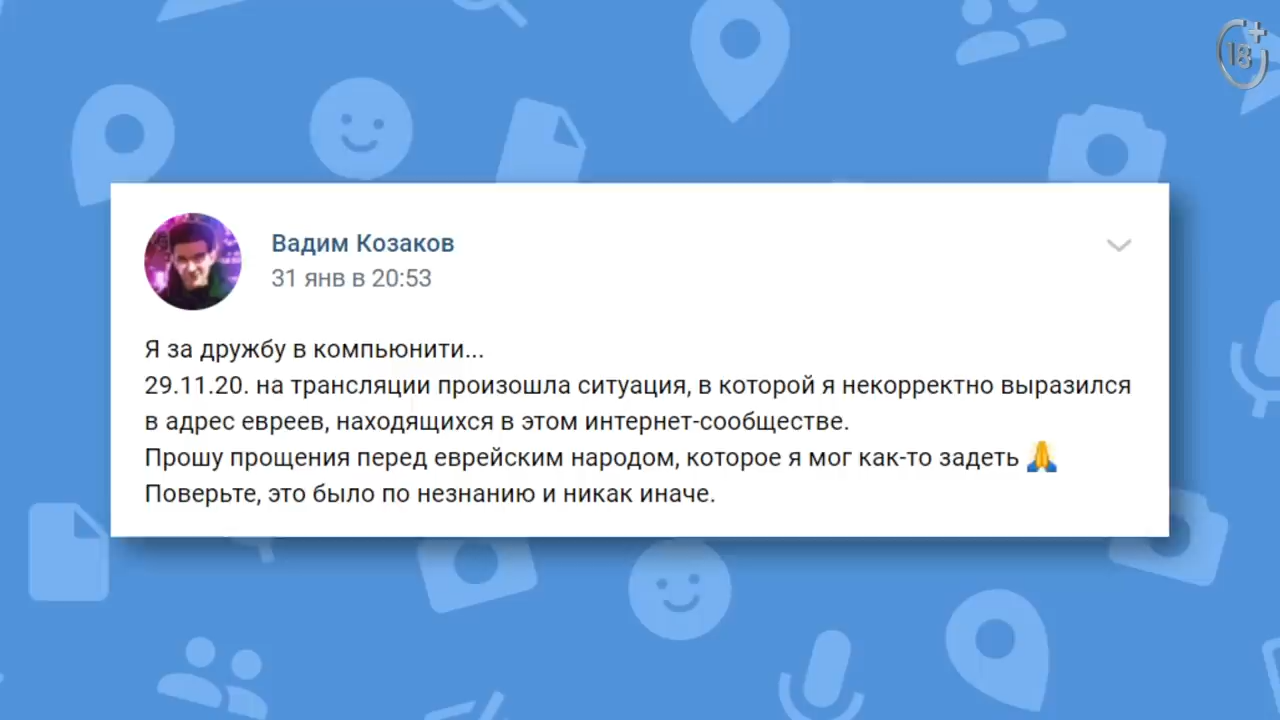 18+
Вадим Козаков
31 янв в 20:53
Я за дружбу в компьюнити...
29.11.20. на трансляции произошла ситуация, в которой я некорректно выразился
в адрес евреев, находящихся в этом интернет-сообществе.
Прошу прощения перед еврейским народом, которое я мог как-то задеть 🙏
Поверьте, это было по незнанию и никак иначе.